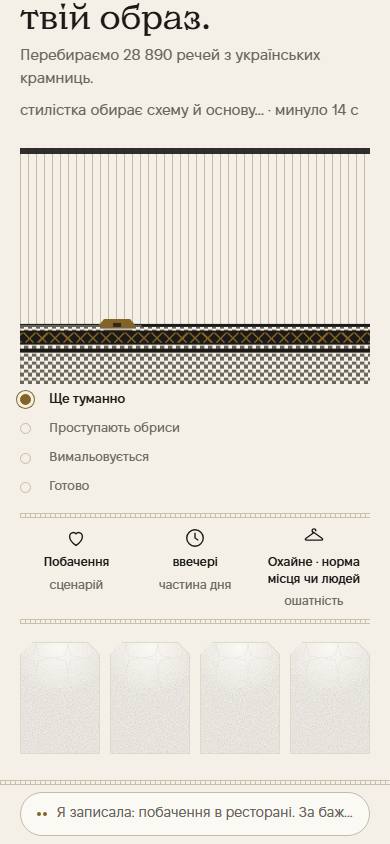 твій образ.
Перебираємо 28 890 речей з українських
крамниць.
стилістка обирає схему й основу... · минуло 14 с
Ще туманно
Проступають обриси
Вимальовується
Готово
Побачення
сценарій
ввечері
частина дня
Охайне · норма
місця чи людей
ошатність
Я записала: побачення в ресторані. За баж...